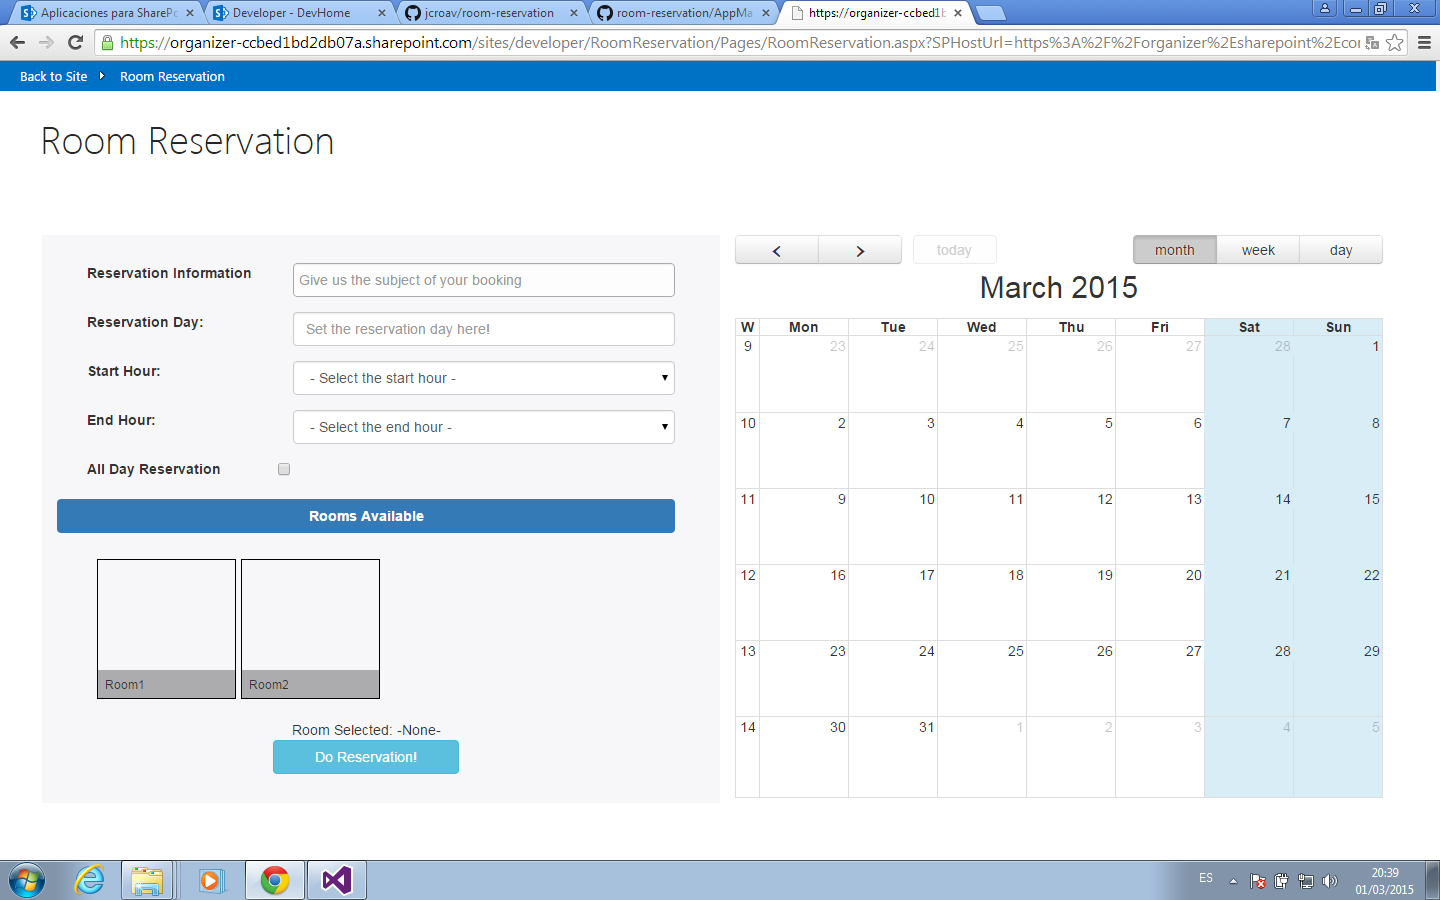 Aplicaciones para SharePc
Developer - DevHome
jcroav/room-reservation
room-reservation/AppMa
https://organizer-ccbed1b
https://organizer-ccbed1bd2db07a.sharepoint.com/sites/developer/RoomReservation/Pages/RoomReservation.aspx?SPHostUrl=https%3A%2F%2Forganizer%2Esharepoint%2Eco
Back to Site Room Reservation
Room Reservation
Reservation Information
Give us the subject of your booking
Reservation Day:
Set the reservation day here!
Start Hour:
- Select the start hour -
End Hour:
- Select the end hour -
All Day Reservation
Rooms Available
Room1
Room2
Room Selected: -None-
Do Reservation!
today
month week day
March 2015
W Mon Tue Wed Thu Fri Sat Sun
9 23 24 25 26 27 28 1
10 2 3 4 5 6 7 8
11 9 10 11 12 13 14 15
12 16 17 18 19 20 21 22
13 23 24 25 26 27 28 29
14 30 31 1 2 3 4 5
ES
20:39
01/03/2015